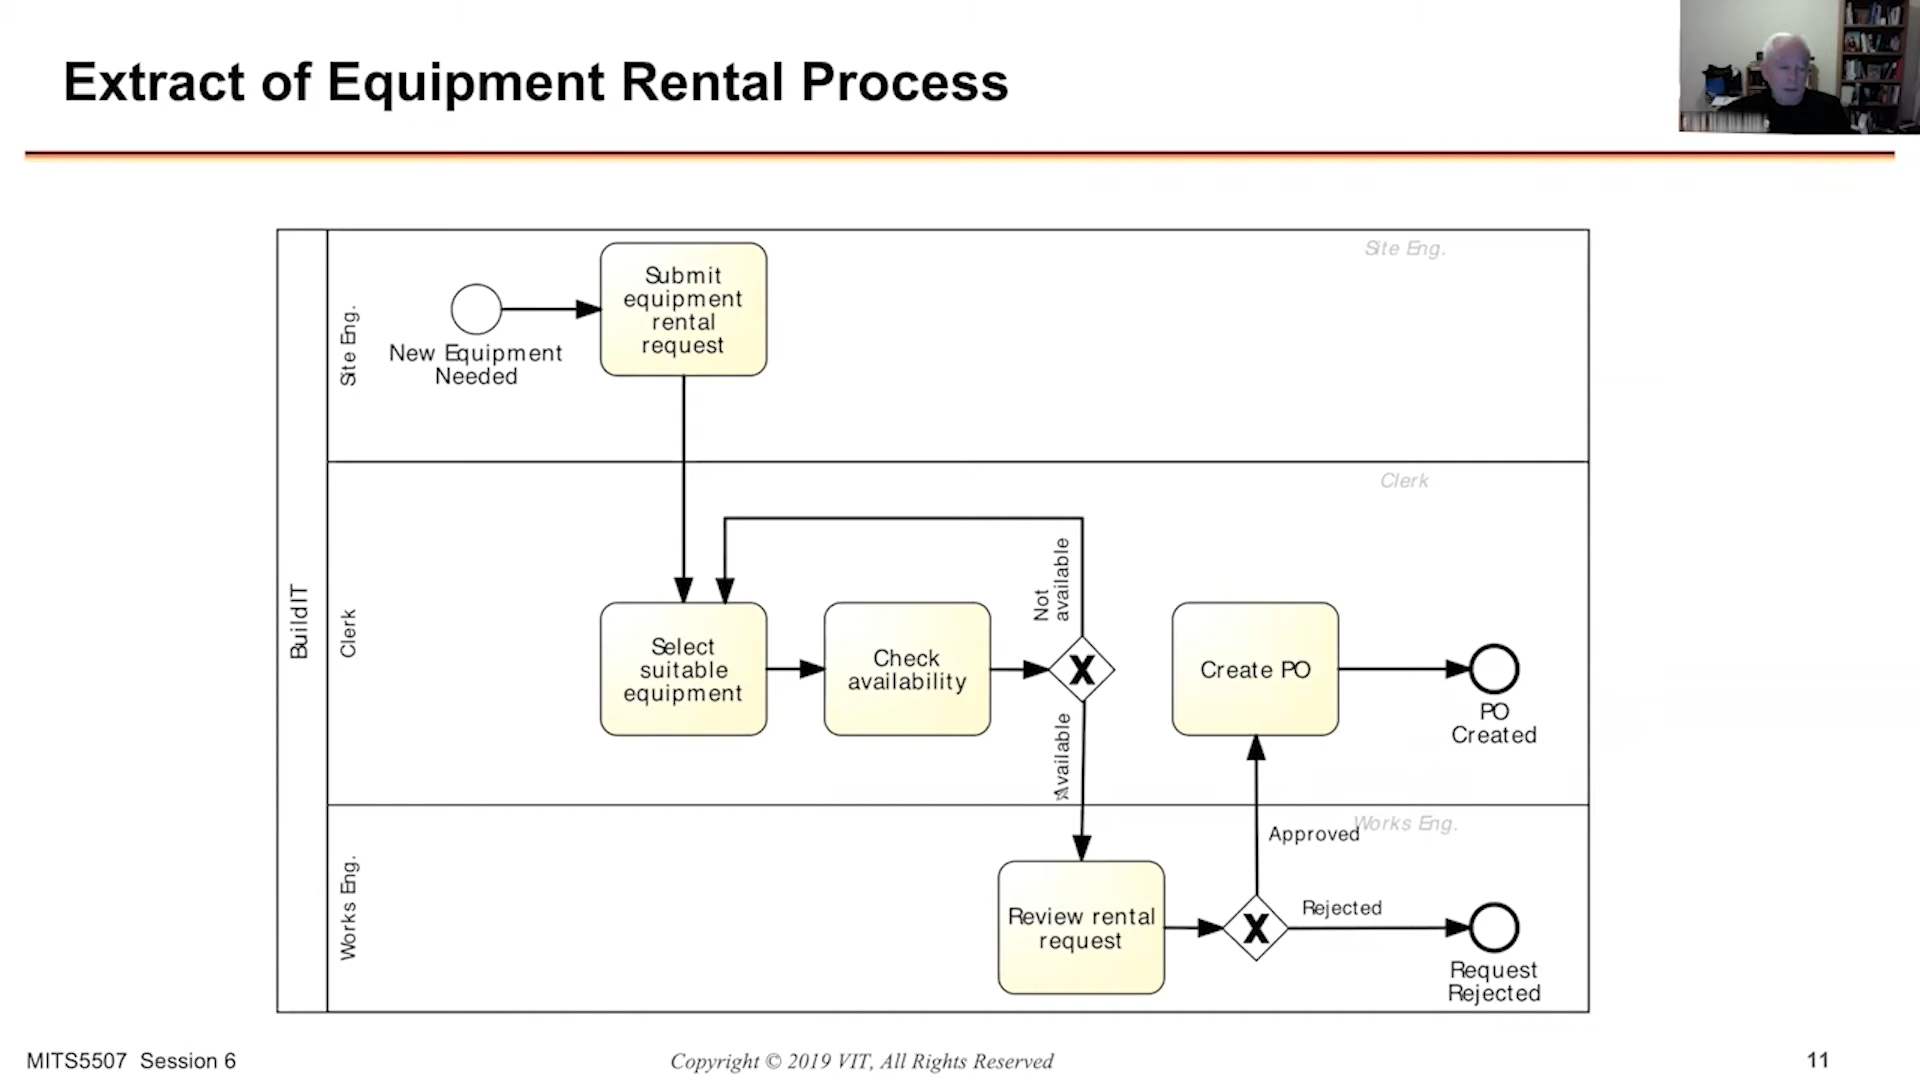 Extract of Equipment Rental Process
Site Eng.
Site Eng.
New Equipment
Needed
Submit
equipment
rental
request
BuildIT
Clerk
Clerk
Select
suitable
equipment
Check
availability
Not
available
X
Available
Create PO
PO
Created
Works Eng.
Works Eng.
Review rental
request
Approved
X
Rejected
Request
Rejected
MITS5507 Session 6
Copyright © 2019 VIT, All Rights Reserved
11